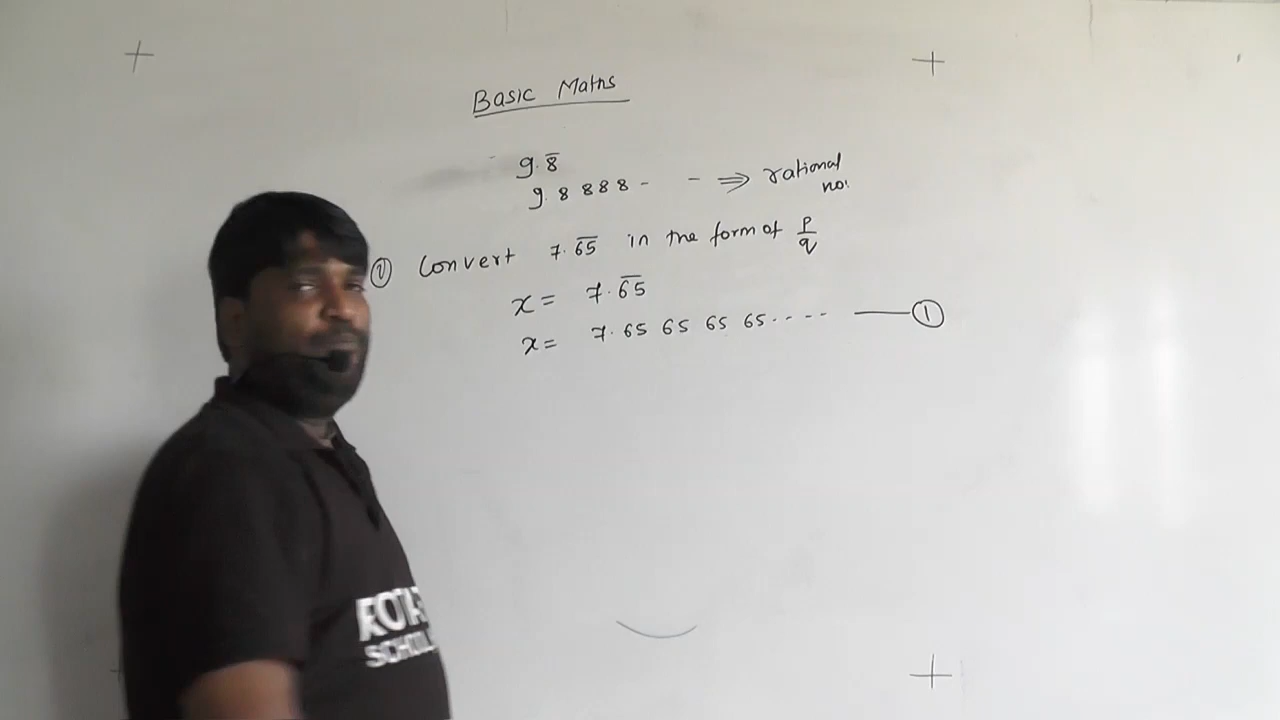 Basic Maths
9.8̅
9.8888- - ⇒ rational no.
① Convert 7.6̅5̅ in the form of p/q
x = 7.6̅5̅
x = 7.65 65 65 65.... —— ①
SCHOOL